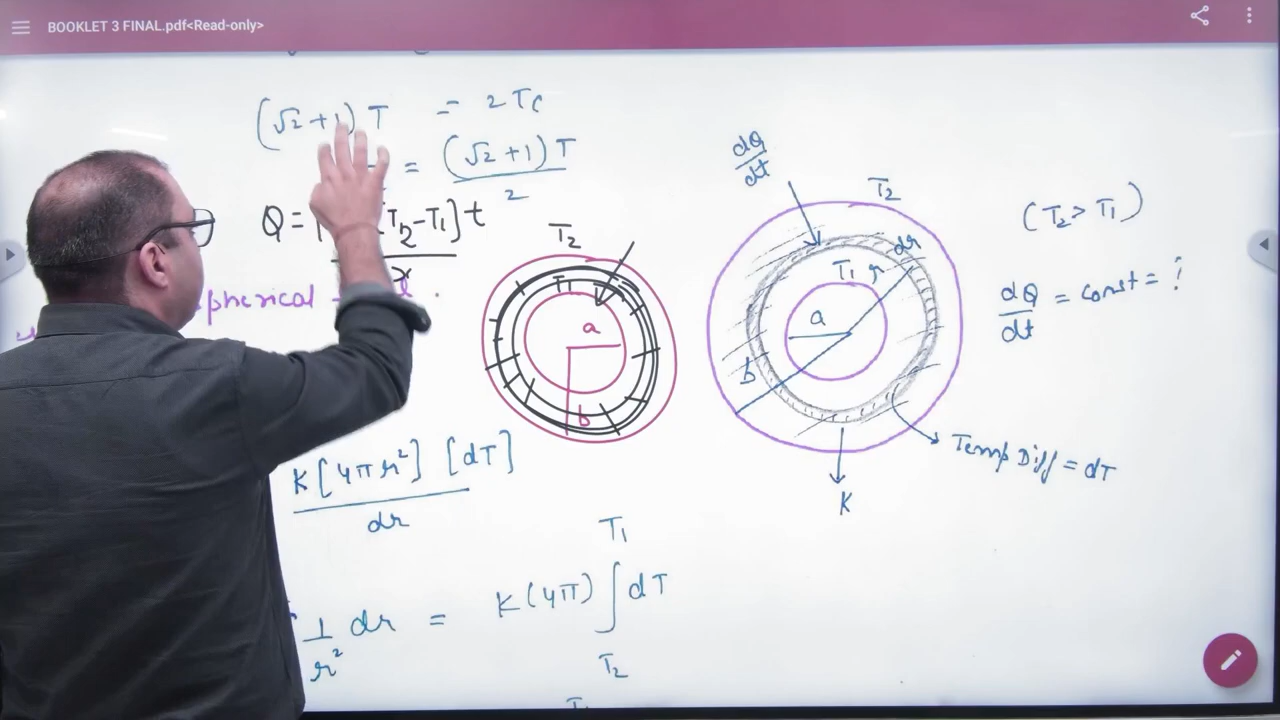 BOOKLET 3 FINAL.pdf<Read-only>
(√2+1) T = 2 Tc
= (√2+1) T / 2
Q = [T2-T1] t / x
pherical
T2
T1
a
b
dQ/dt
T2
T1
r
dr
a
b
K
Temp Diff = dT
(T2 > T1)
dQ/dt = const = ?
K[4πr²] [dT] / dr
1/r² dr = K(4π) ∫ dT
T1
T2